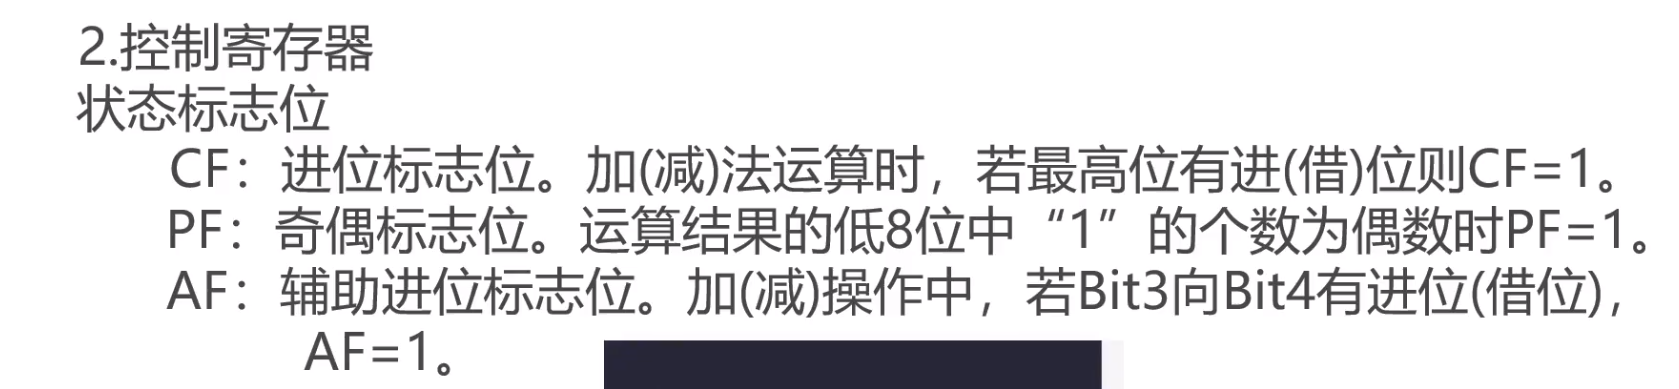 2.控制寄存器
状态标志位
CF：进位标志位。加(减)法运算时，若最高位有进(借)位则CF=1。
PF：奇偶标志位。运算结果的低8位中“1”的个数为偶数时PF=1。
AF：辅助进位标志位。加(减)操作中，若Bit3向Bit4有进位(借位)，
AF=1。